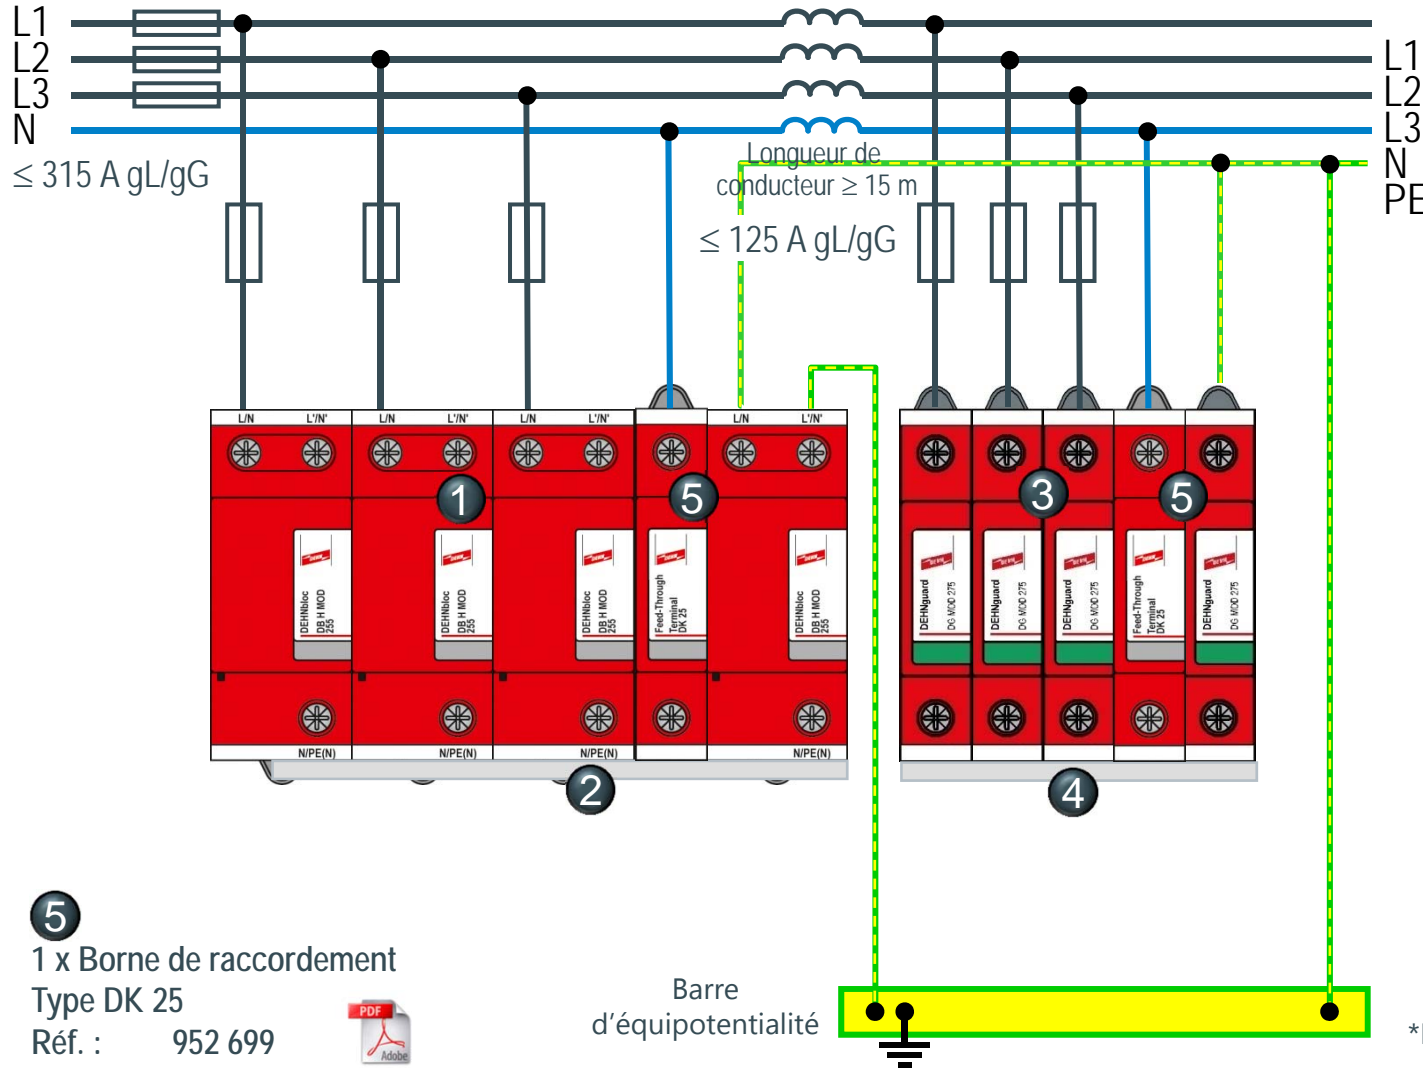 L1
L2
L3
N
L1
L2
L3
N
PE
≤ 315 A gL/gG
Longueur de
conducteur ≥ 15 m
≤ 125 A gL/gG
L/N L'/N' L/N L'/N' L/N L'/N' L/N L'/N'
1
5
3
5
DEHNbloc
DB H MOD
255
DEHNbloc
DB H MOD
255
DEHNbloc
DB H MOD
255
Feed-Through
Terminal
DK 25
DEHNbloc
DB H MOD
255
DEHNguard
DG MOD 275
DEHNguard
DG MOD 275
DEHNguard
DG MOD 275
Feed-Through
Terminal
DK 25
DEHNguard
DG MOD 275
N/PE(N) N/PE(N) N/PE(N) N/PE(N)
2
4
5
1 x Borne de raccordement
Type DK 25
Réf. : 952 699
PDF
Adobe
Barre
d'équipotentialité